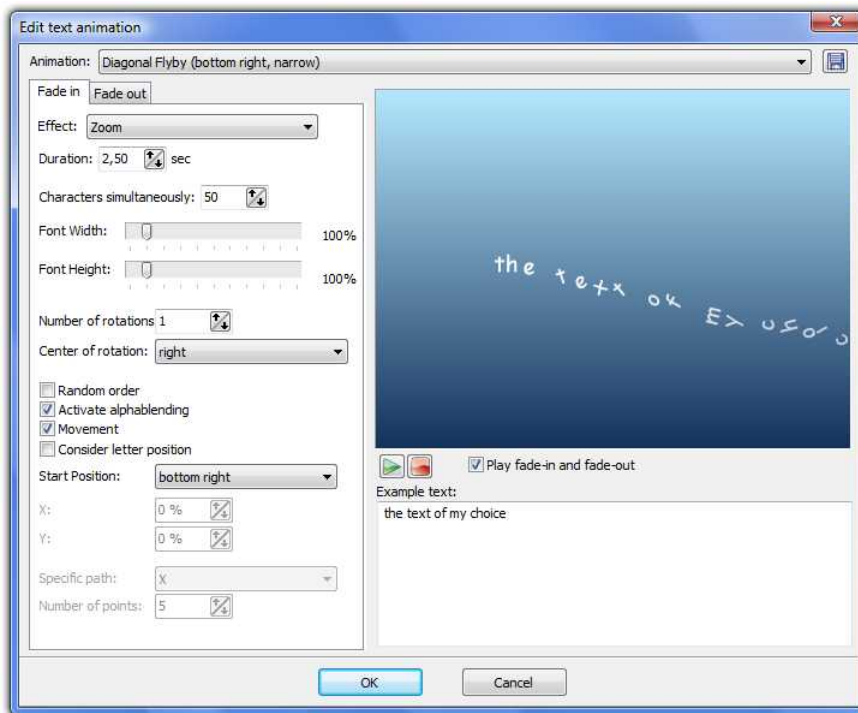 Edit text animation
Animation: Diagonal Flyby (bottom right, narrow)
Fade in Fade out
Effect: Zoom
Duration: 2,50 sec
Characters simultaneously: 50
Font Width: 100%
Font Height: 100%
Number of rotations 1
Center of rotation: right
Random order
Activate alphablending
Movement
Consider letter position
Start Position: bottom right
X: 0 %
Y: 0 %
Specific path: X
Number of points: 5
the text
Play fade-in and fade-out
Example text:
the text of my choice
OK Cancel